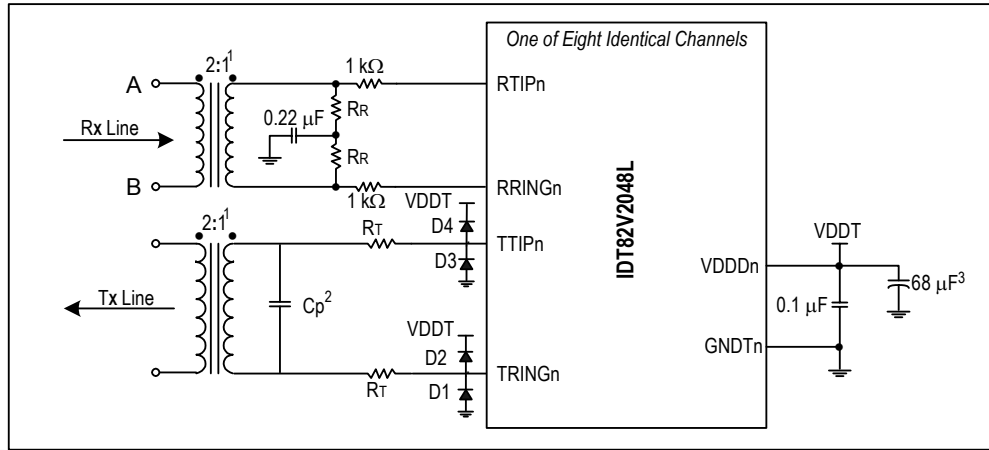 One of Eight Identical Channels
2:1¹
1 kΩ
A
RTIPn
RR
0.22 µF
Rx Line
RR
B
RRINGn
1 kΩ
VDDT
2:1¹
D4
RT
TTIPn
D3
IDT82V2048L
VDDT
VDDDn
Tx Line
Cp²
68 µF³
0.1 µF
VDDT
GNDTn
D2
TRINGn
RT
D1